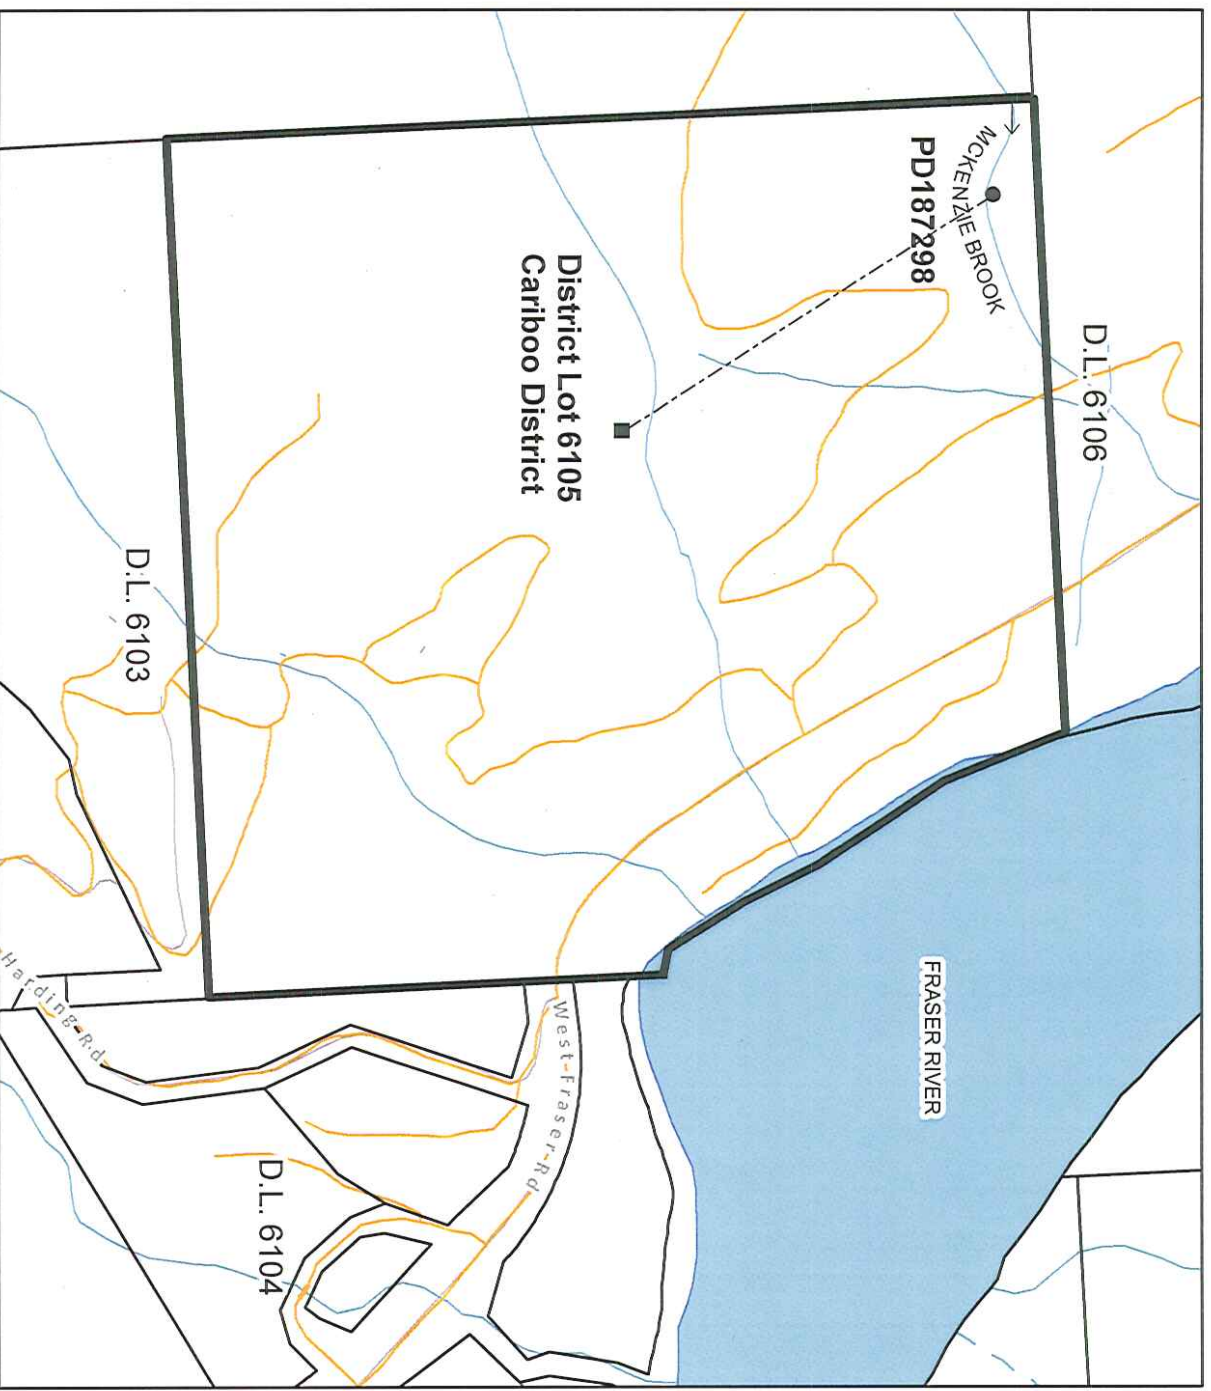 D.L. 6106
MCKENZIE BROOK
PD187298
District Lot 6105
Cariboo District
FRASER RIVER
D.L. 6103
West Fraser Rd
Harding Rd
D.L. 6104